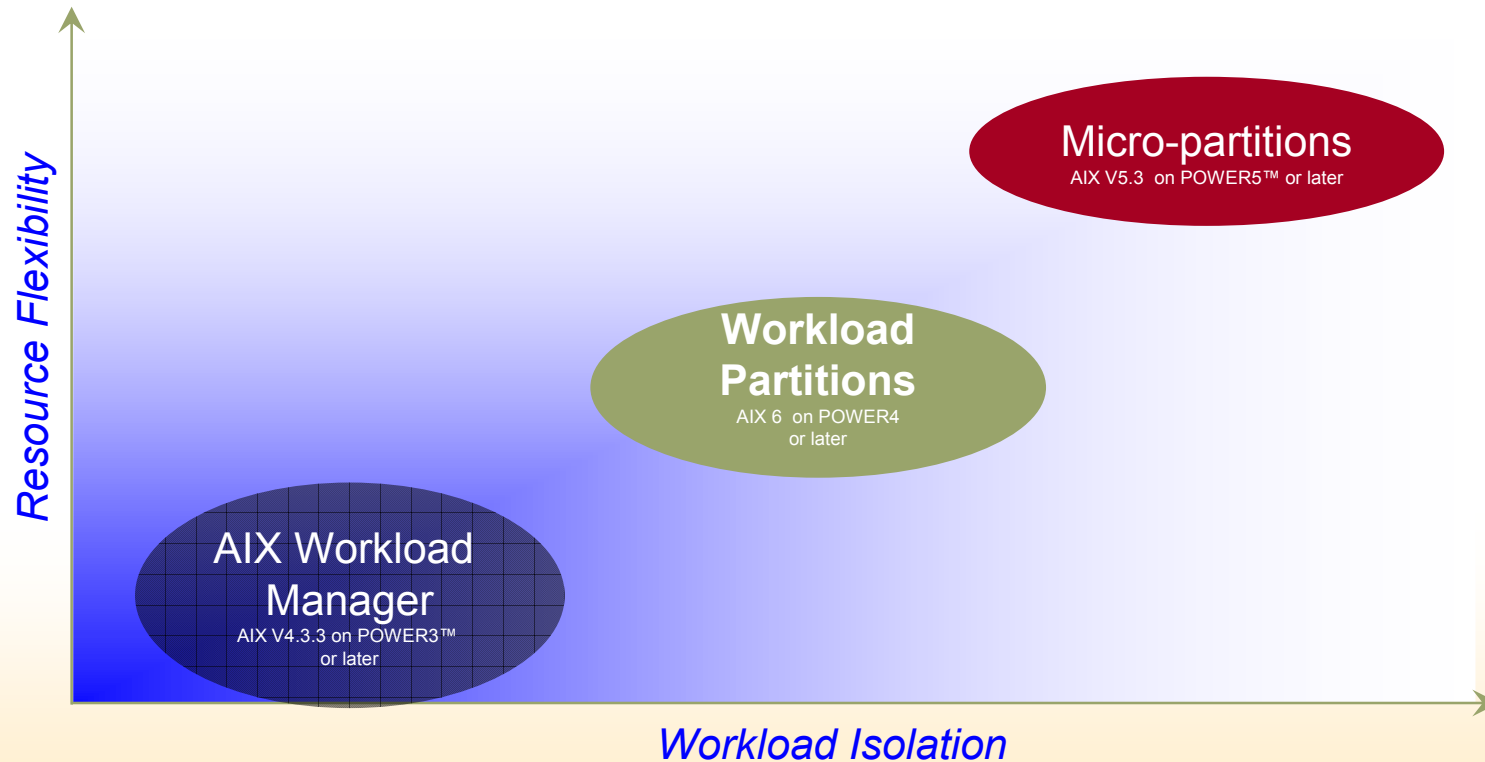 Resource Flexibility
Micro-partitions
AIX V5.3 on POWER5™ or later
Workload
Partitions
AIX 6 on POWER4
or later
AIX Workload
Manager
AIX V4.3.3 on POWER3™
or later
Workload Isolation